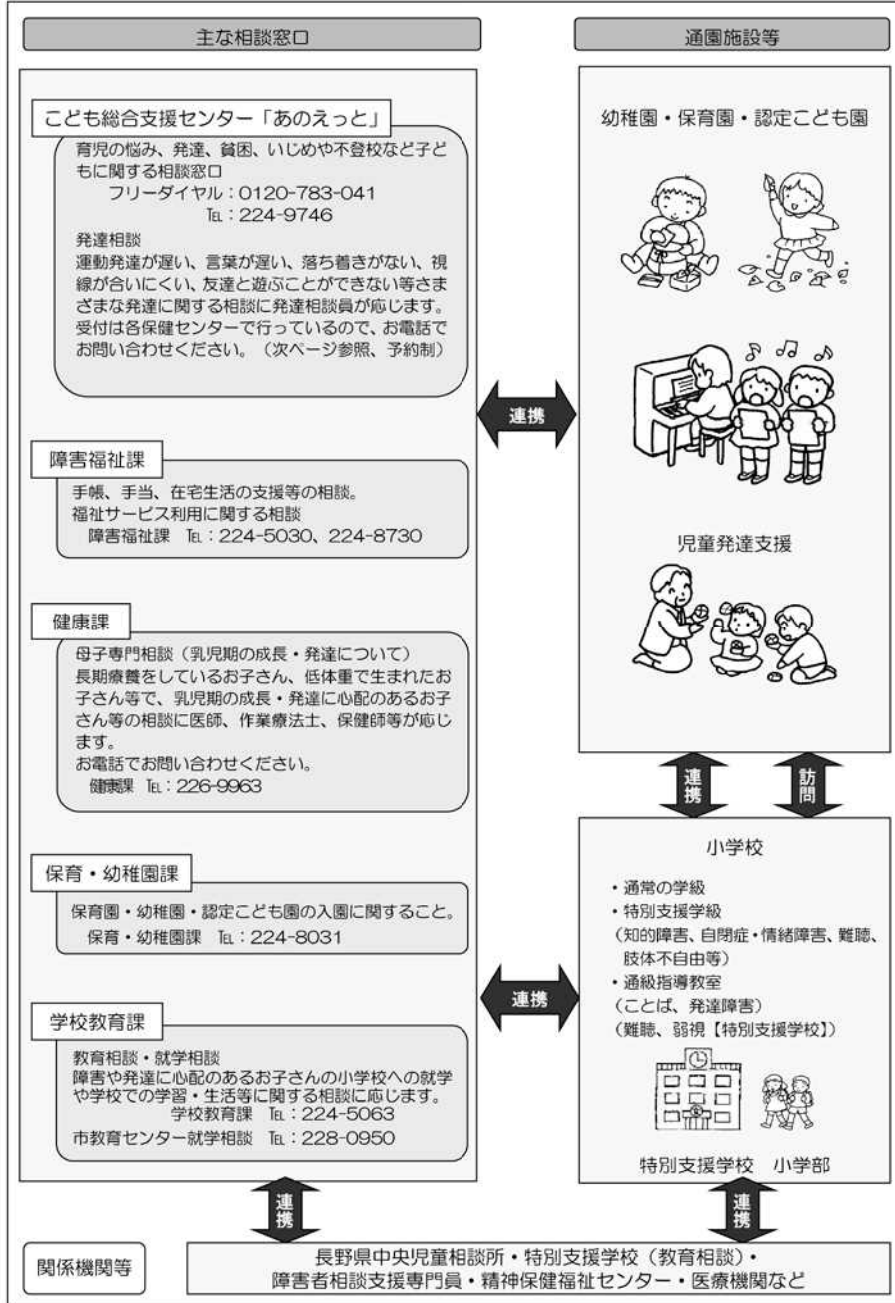 主な相談窓口
こども総合支援センター「あのえっと」
育児の悩み、発達、貧困、いじめや不登校など子ど
もに関する相談窓口
フリーダイヤル：0120-783-041
℡：224-9746
発達相談
運動発達が遅い、言葉が遅い、落ち着きがない、視
線が合いにくい、友達と遊ぶことができない等さま
ざまな発達に関する相談に発達相談員が応じます。
受付は各保健センターで行っているので、お電話で
お問い合わせください。（次ページ参照、予約制）
障害福祉課
手帳、手当、在宅生活の支援等の相談。
福祉サービス利用に関する相談
障害福祉課　℡：224-5030、224-8730
健康課
母子専門相談（乳児期の成長・発達について）
長期療養をしているお子さん、低体重で生まれたお
子さん等で、乳児期の成長・発達に心配のあるお子
さん等の相談に医師、作業療法士、保健師等が応じ
ます。
お電話でお問い合わせください。
健康課　℡：226-9963
保育・幼稚園課
保育園・幼稚園・認定こども園の入園に関すること。
保育・幼稚園課　℡：224-8031
学校教育課
教育相談・就学相談
障害や発達に心配のあるお子さんの小学校への就学
や学校での学習・生活等に関する相談に応じます。
学校教育課　℡：224-5063
市教育センター就学相談　℡：228-0950
連携
連携
通園施設等
幼稚園・保育園・認定こども園
児童発達支援
連携
訪問
小学校
・通常の学級
・特別支援学級
（知的障害、自閉症・情緒障害、難聴、
肢体不自由等）
・通級指導教室
（ことば、発達障害）
（難聴、弱視【特別支援学校】）
特別支援学校　小学部
連携
連携
関係機関等
長野県中央児童相談所・特別支援学校（教育相談）・
障害者相談支援専門員・精神保健福祉センター・医療機関など